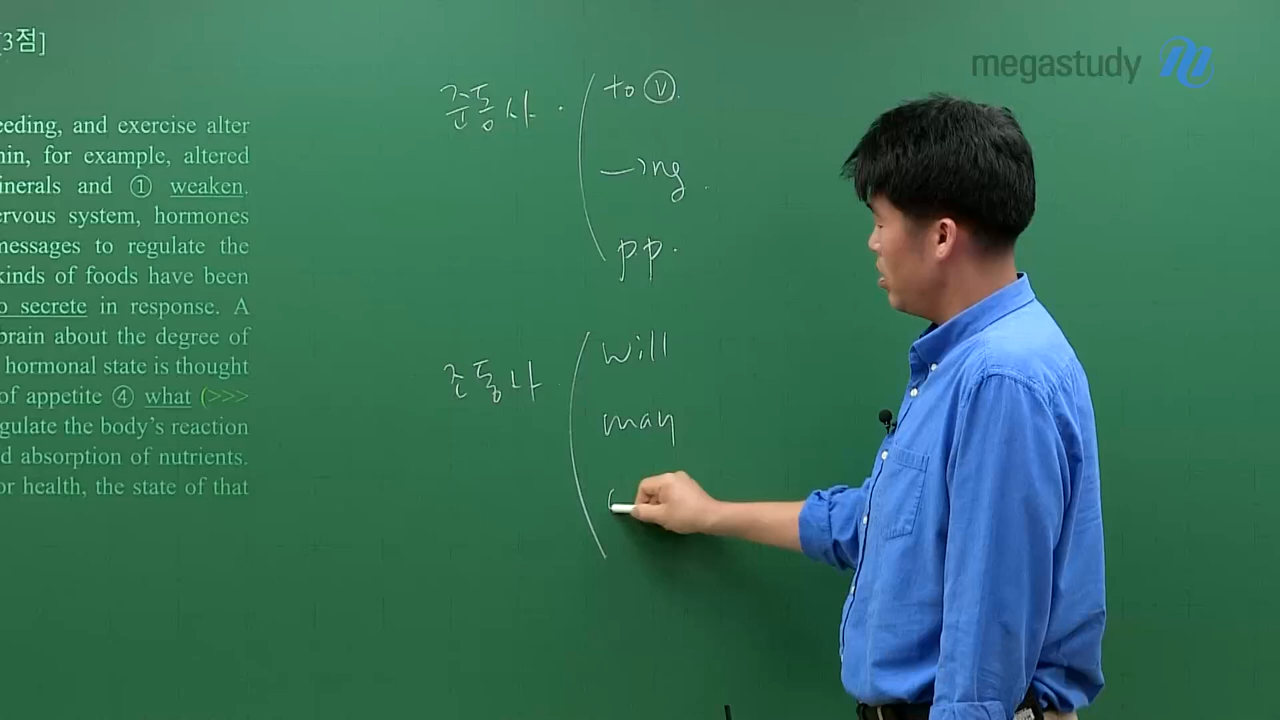 [3점]
megastudy
eeding, and exercise alter
nin, for example, altered
inerals and ① weaken.
ervous system, hormones
messages to regulate the
kinds of foods have been
o secrete in response. A
brain about the degree of
hormonal state is thought
of appetite ④ what (>>>
gulate the body's reaction
d absorption of nutrients.
or health, the state of that
준동사 · to ⓥ.
—ing.
pp.
조동사 will
may